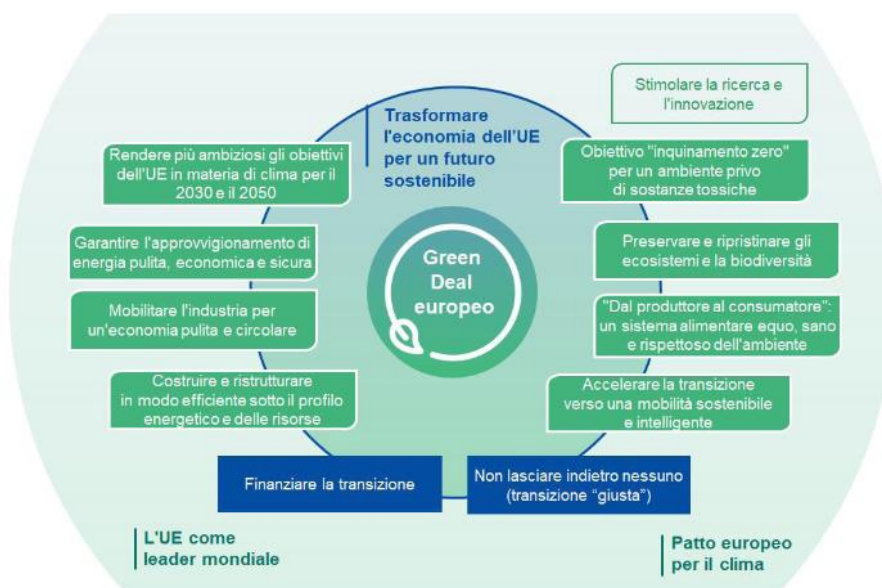 Stimolare la ricerca e
l'innovazione
Trasformare
l'economia dell'UE
per un futuro
sostenibile
Rendere più ambiziosi gli obiettivi
dell'UE in materia di clima per il
2030 e il 2050
Obiettivo "inquinamento zero"
per un ambiente privo
di sostanze tossiche
Garantire l'approvvigionamento di
energia pulita, economica e sicura
Preservare e ripristinare gli
ecosistemi e la biodiversità
Green
Deal
europeo
Mobilitare l'industria per
un'economia pulita e circolare
"Dal produttore al consumatore":
un sistema alimentare equo, sano
e rispettoso dell'ambiente
Costruire e ristrutturare
in modo efficiente sotto il profilo
energetico e delle risorse
Accelerare la transizione
verso una mobilità sostenibile
e intelligente
Finanziare la transizione
Non lasciare indietro nessuno
(transizione “giusta”)
L'UE come
leader mondiale
Patto europeo
per il clima